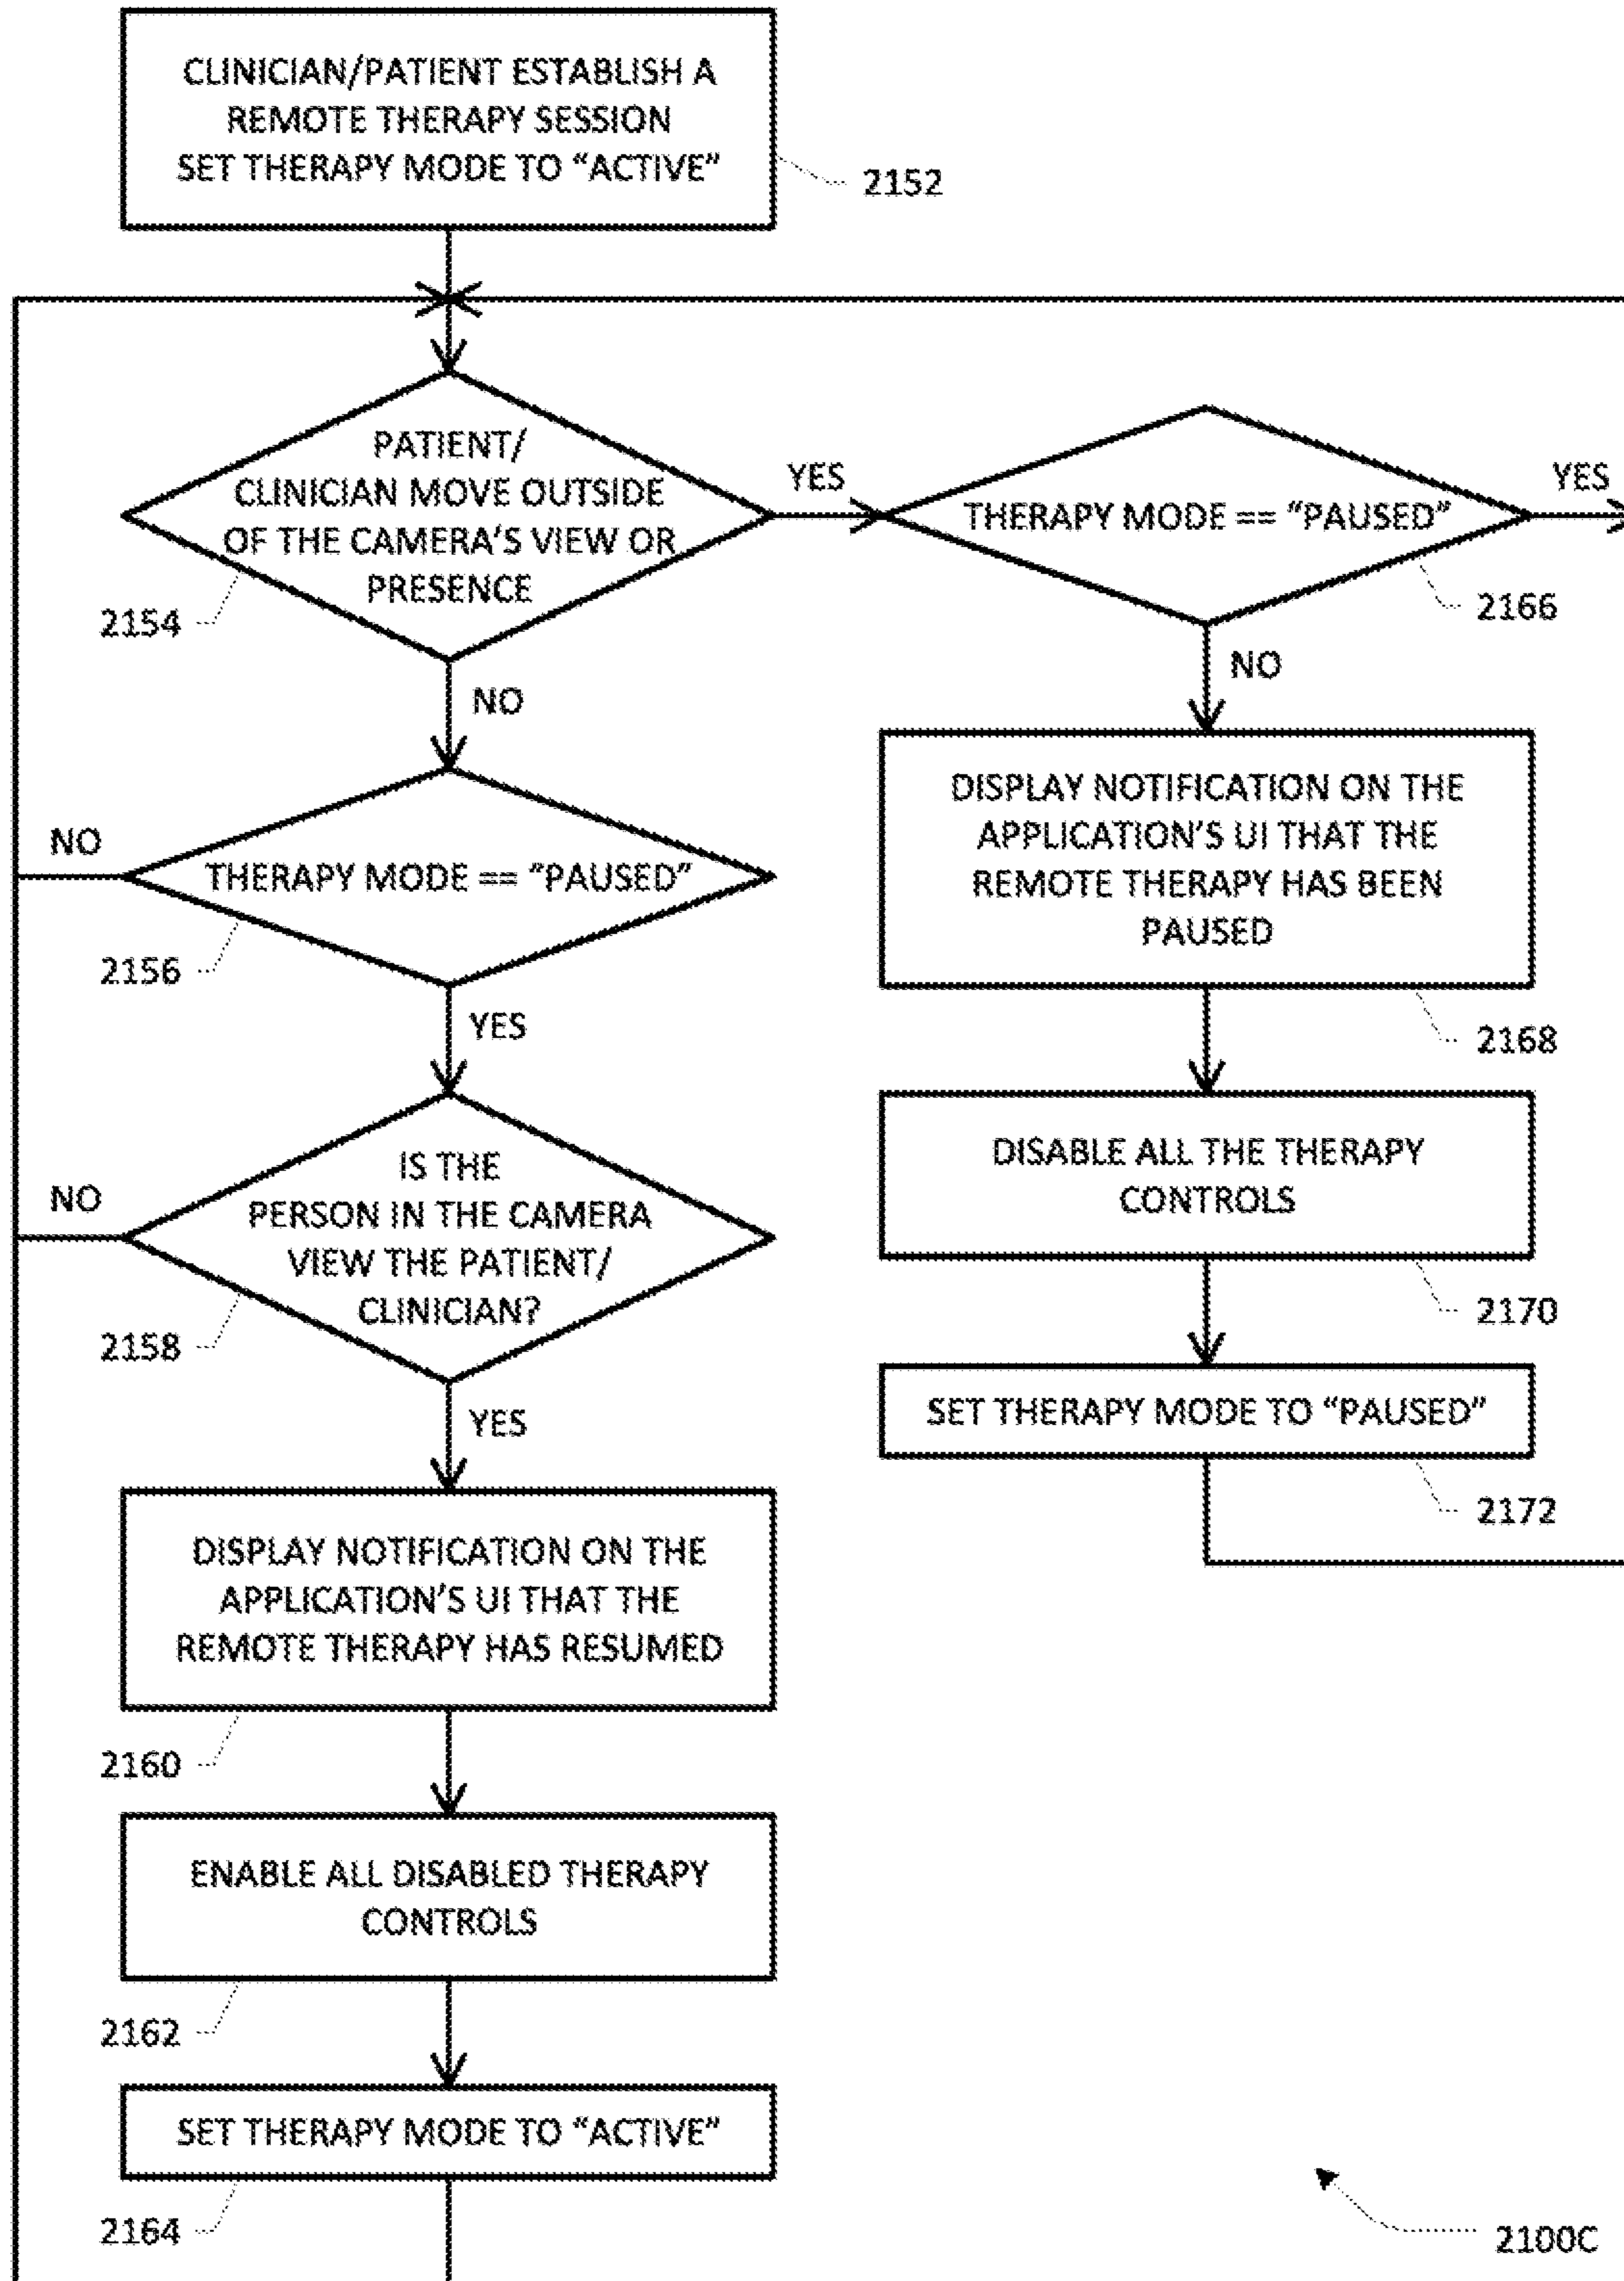 CLINICIAN/PATIENT ESTABLISH A
REMOTE THERAPY SESSION
SET THERAPY MODE TO “ACTIVE”
2152
PATIENT/
CLINICIAN MOVE OUTSIDE
OF THE CAMERA’S VIEW OR
PRESENCE
2154
YES
THERAPY MODE == “PAUSED”
YES
2166
NO
NO
DISPLAY NOTIFICATION ON THE
APPLICATION’S UI THAT THE
REMOTE THERAPY HAS BEEN
PAUSED
2168
NO
THERAPY MODE == ”PAUSED”
2156
YES
DISABLE ALL THE THERAPY
CONTROLS
2170
NO
IS THE
PERSON IN THE CAMERA
VIEW THE PATIENT/
CLINICIAN?
2158
YES
SET THERAPY MODE TO “PAUSED”
2172
DISPLAY NOTIFICATION ON THE
APPLICATION’S UI THAT THE
REMOTE THERAPY HAS RESUMED
2160
ENABLE ALL DISABLED THERAPY
CONTROLS
2162
SET THERAPY MODE TO “ACTIVE”
2164
2100C